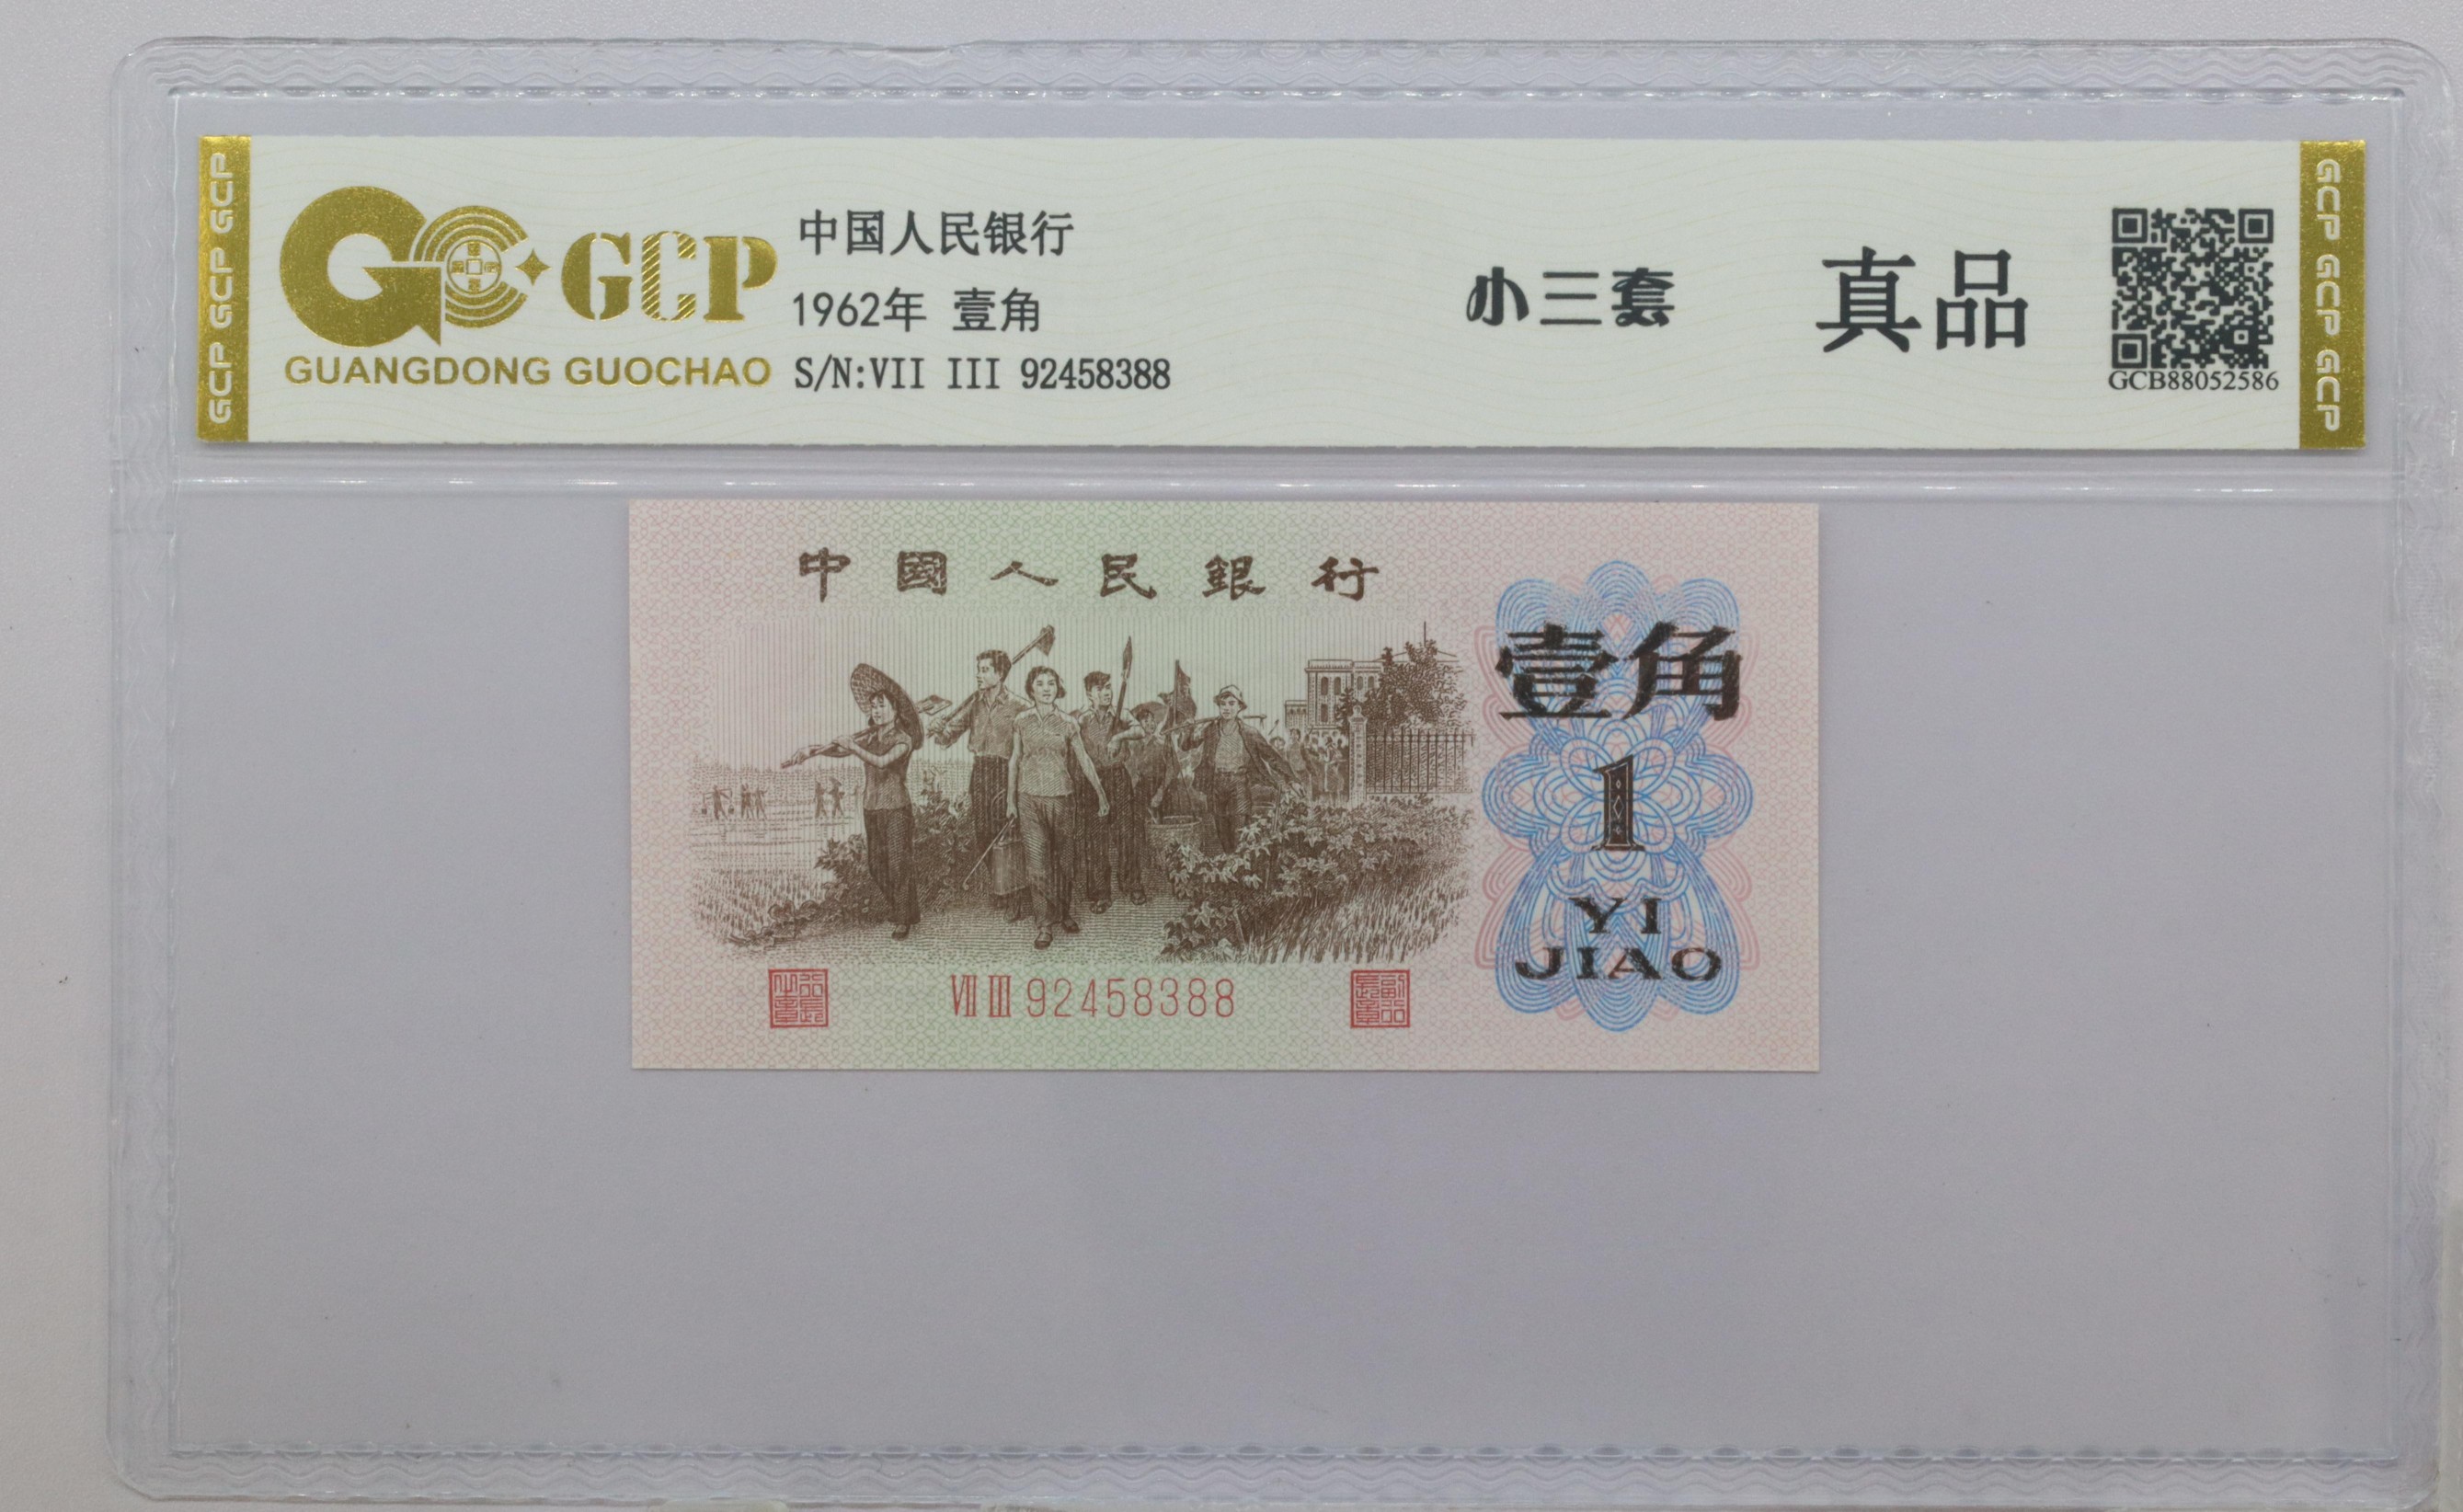 GCP GCP GCP
GCP
GUANGDONG GUOCHAO
中国人民银行
1962年 壹角
S/N:VII III 92458388
小三套
真品
GCB88052586
GCP GCP GCP
中國人民銀行
壹角
1
YI
JIAO
VII III 92458388